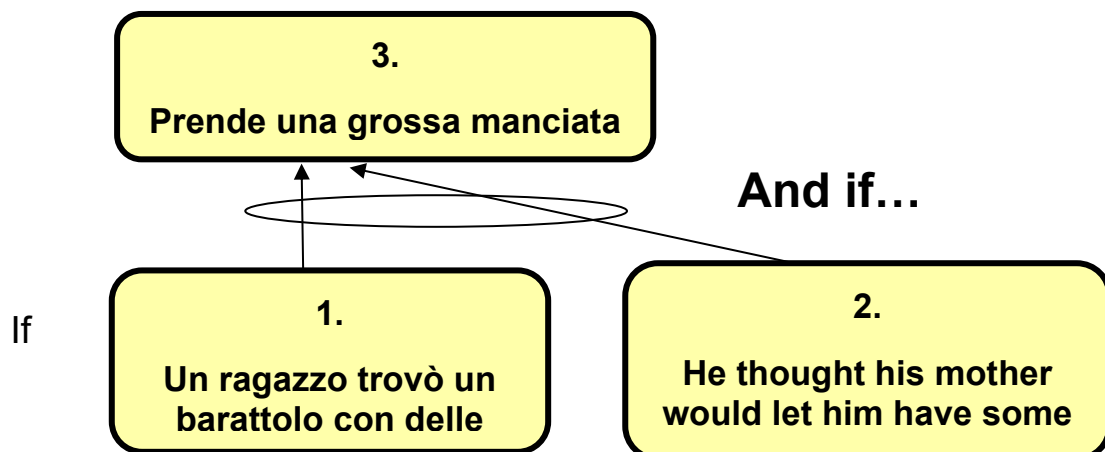 3.
Prende una grossa manciata
And if…
If
1.
Un ragazzo trovò un
barattolo con delle
2.
He thought his mother
would let him have some